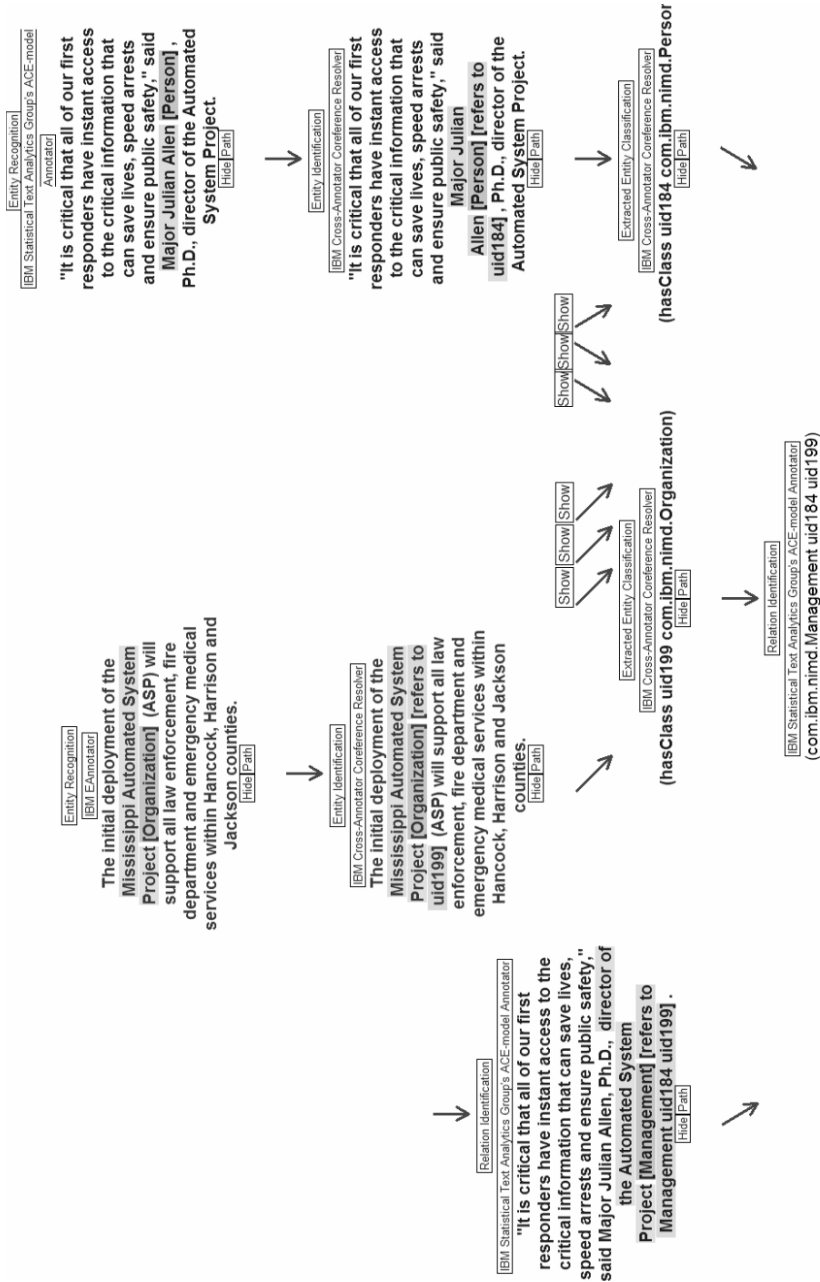 Relation Identification
IBM Statistical Text Analytics Group's ACE-model Annotator
"It is critical that all of our first
responders have instant access to the
critical information that can save lives,
speed arrests and ensure public safety,"
said Major Julian Allen, Ph.D., director of
the Automated System
Project [Management] [refers to
Management uid184 uid199] .
Hide Path
Entity Recognition
IBM EAnnotator
The initial deployment of the
Mississippi Automated System
Project [Organization] (ASP) will
support all law enforcement, fire
department and emergency medical
services within Hancock, Harrison and
Jackson counties.
Hide Path
Entity Identification
IBM Cross-Annotator Coreference Resolver
The initial deployment of the
Mississippi Automated System
Project [Organization] [refers to
uid199] (ASP) will support all law
enforcement, fire department and
emergency medical services within
Hancock, Harrison and Jackson
counties.
Hide Path
Show Show Show
Extracted Entity Classification
IBM Cross-Annotator Coreference Resolver
(hasClass uid199 com.ibm.nimd.Organization)
Hide Path
Entity Recognition
IBM Statistical Text Analytics Group's ACE-model
Annotator
"It is critical that all of our first
responders have instant access
to the critical information that
can save lives, speed arrests
and ensure public safety," said
Major Julian Allen [Person] ,
Ph.D., director of the Automated
System Project.
Hide Path
Entity Identification
IBM Cross-Annotator Coreference Resolver
"It is critical that all of our first
responders have instant access
to the critical information that
can save lives, speed arrests
and ensure public safety," said
Major Julian
Allen [Person] [refers to
uid184] , Ph.D., director of the
Automated System Project.
Hide Path
Show Show Show
Extracted Entity Classification
IBM Cross-Annotator Coreference Resolver
(hasClass uid184 com.ibm.nimd.Person
Hide Path
Relation Identification
IBM Statistical Text Analytics Group's ACE-model Annotator
(com.ibm.nimd.Management uid184 uid199)